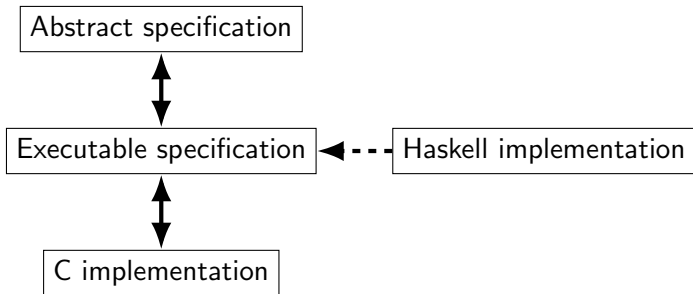 Abstract specification
Executable specification
Haskell implementation
C implementation